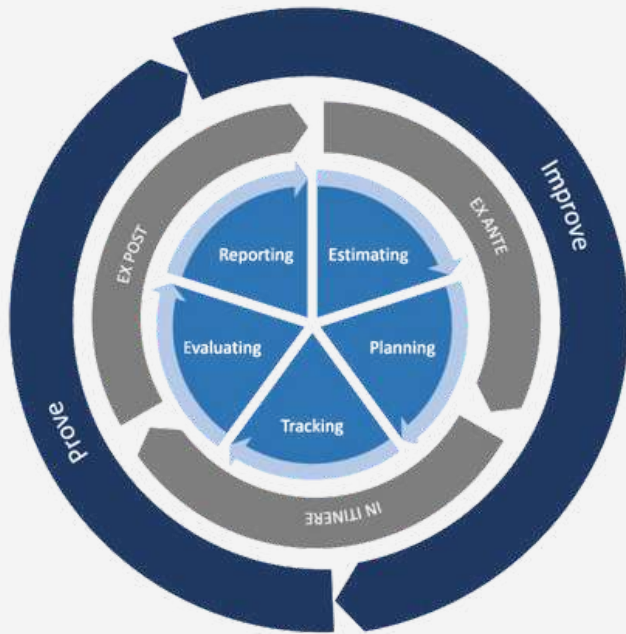 Improve
EX ANTE
EX POST
Reporting
Estimating
Evaluating
Planning
Tracking
Prove
IN ITINERE